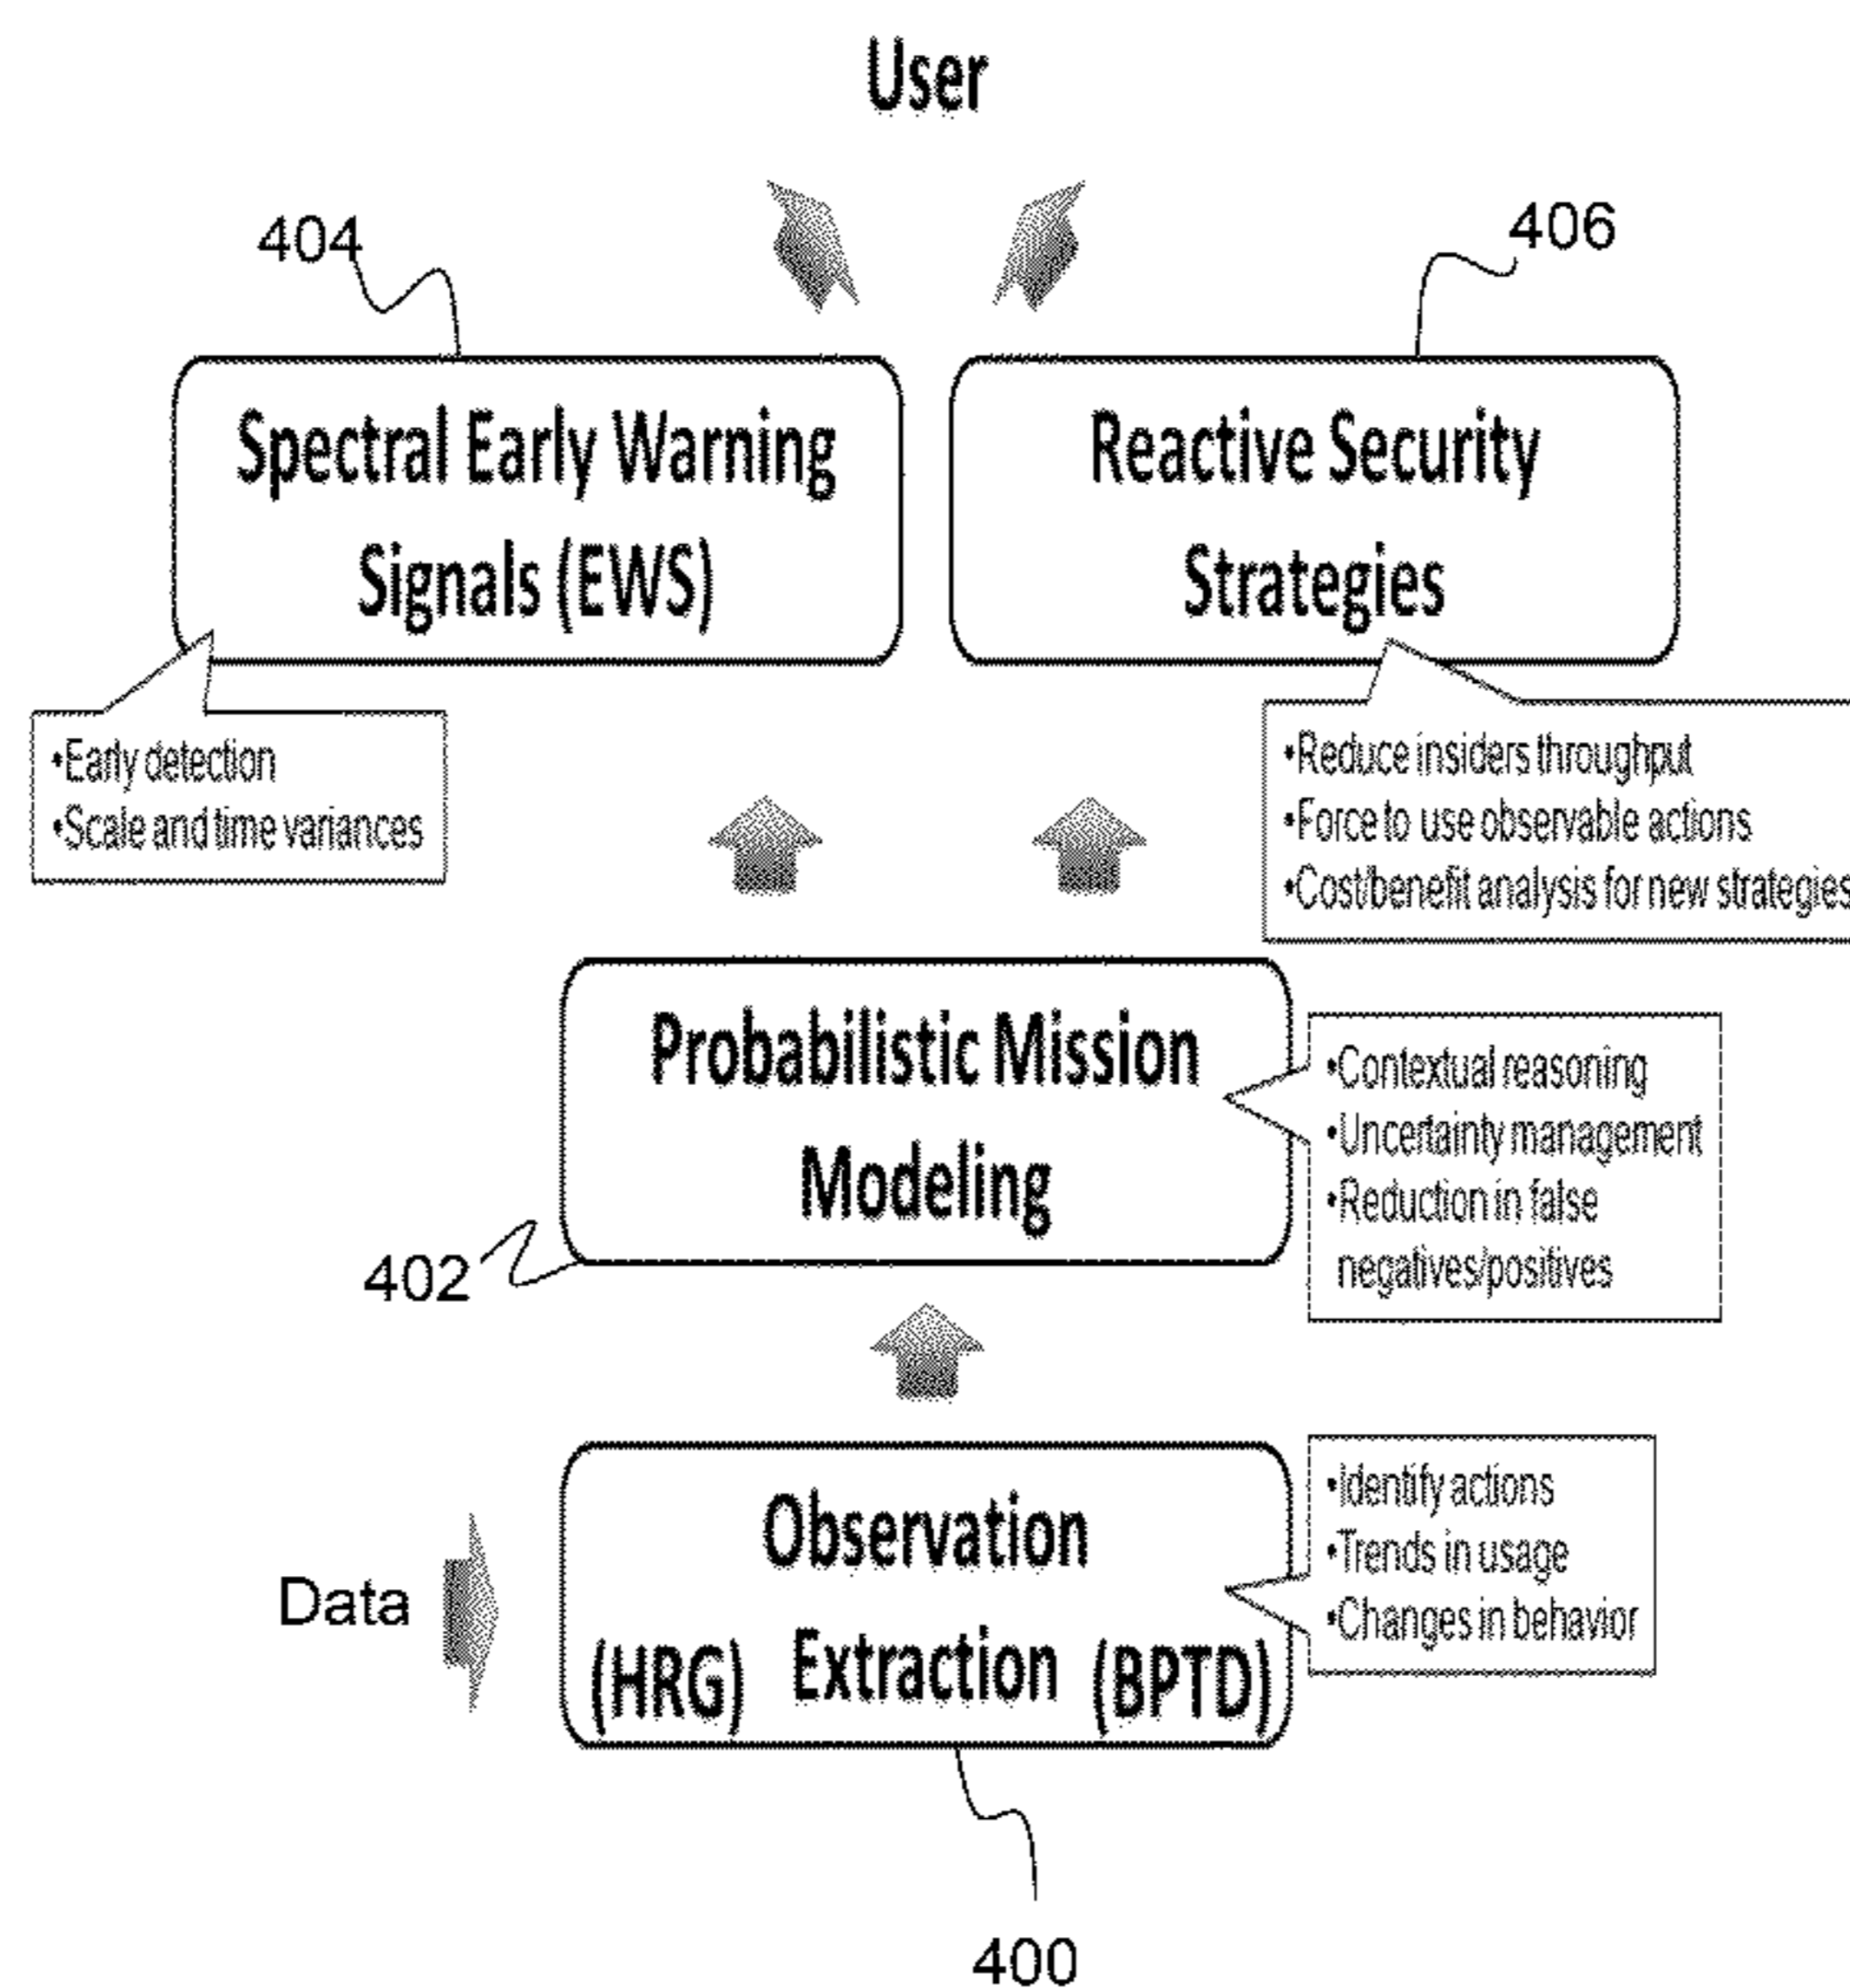 User
404
406
Spectral Early Warning
Signals (EWS)
Reactive Security
Strategies
•Early detection
•Scale and time variances
•Reduce insiders throughput
•Force to use observable actions
•Cost/benefit analysis for new strategies
Probabilistic Mission
Modeling
402
•Contextual reasoning
•Uncertainty management
•Reduction in false
negatives/positives
Data
Observation
(HRG) Extraction (BPTD)
•Identify actions
•Trends in usage
•Changes in behavior
400